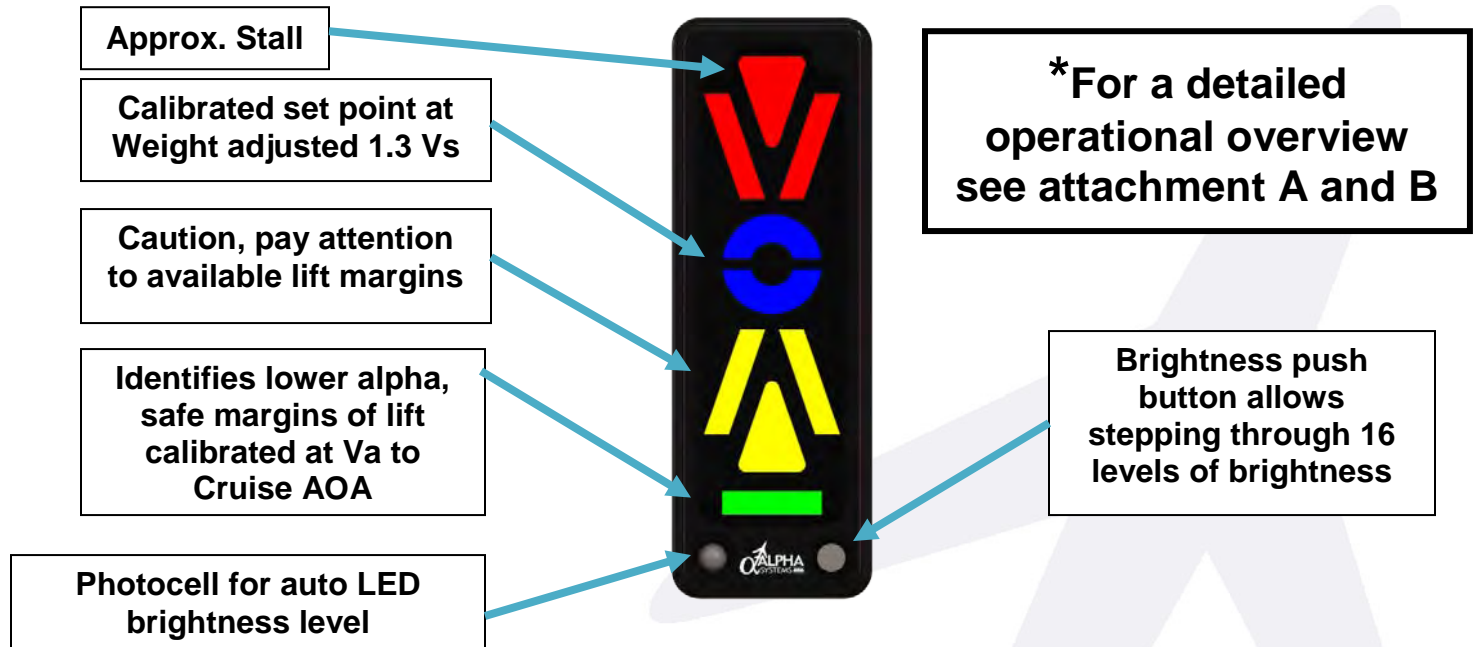 Approx. Stall
Calibrated set point at
Weight adjusted 1.3 Vs
Caution, pay attention
to available lift margins
Identifies lower alpha,
safe margins of lift
calibrated at Va to
Cruise AOA
Photocell for auto LED
brightness level
*For a detailed
operational overview
see attachment A and B
Brightness push
button allows
stepping through 16
levels of brightness
ALPHA
SYSTEMS